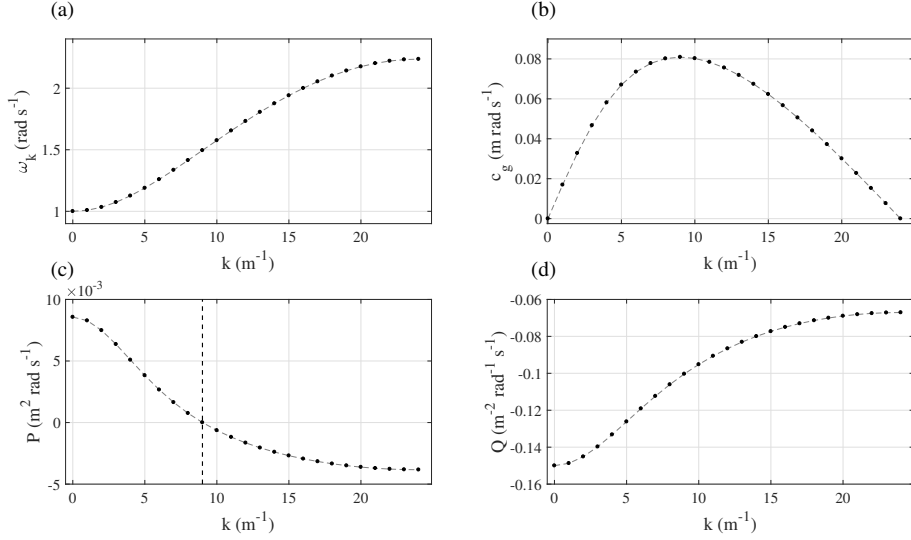 (a)
2
1.5
1
ω_k (rad s⁻¹)
0 5 10 15 20
k (m⁻¹)
(b)
0.08
0.06
0.04
0.02
0
c_g (m rad s⁻¹)
0 5 10 15 20
k (m⁻¹)
(c)
×10⁻³
10
5
0
-5
P (m² rad s⁻¹)
0 5 10 15 20
k (m⁻¹)
(d)
-0.06
-0.08
-0.1
-0.12
-0.14
-0.16
Q (m⁻² rad⁻¹ s⁻¹)
0 5 10 15 20
k (m⁻¹)